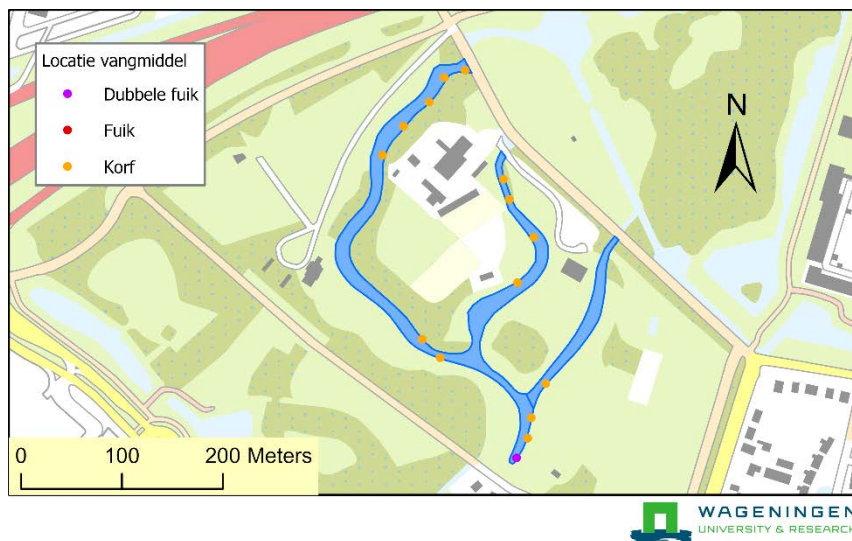 Locatie vangmiddel
Dubbele fuik
Fuik
Korf
N
0 100 200 Meters
WAGENINGEN
UNIVERSITY & RESEARCH